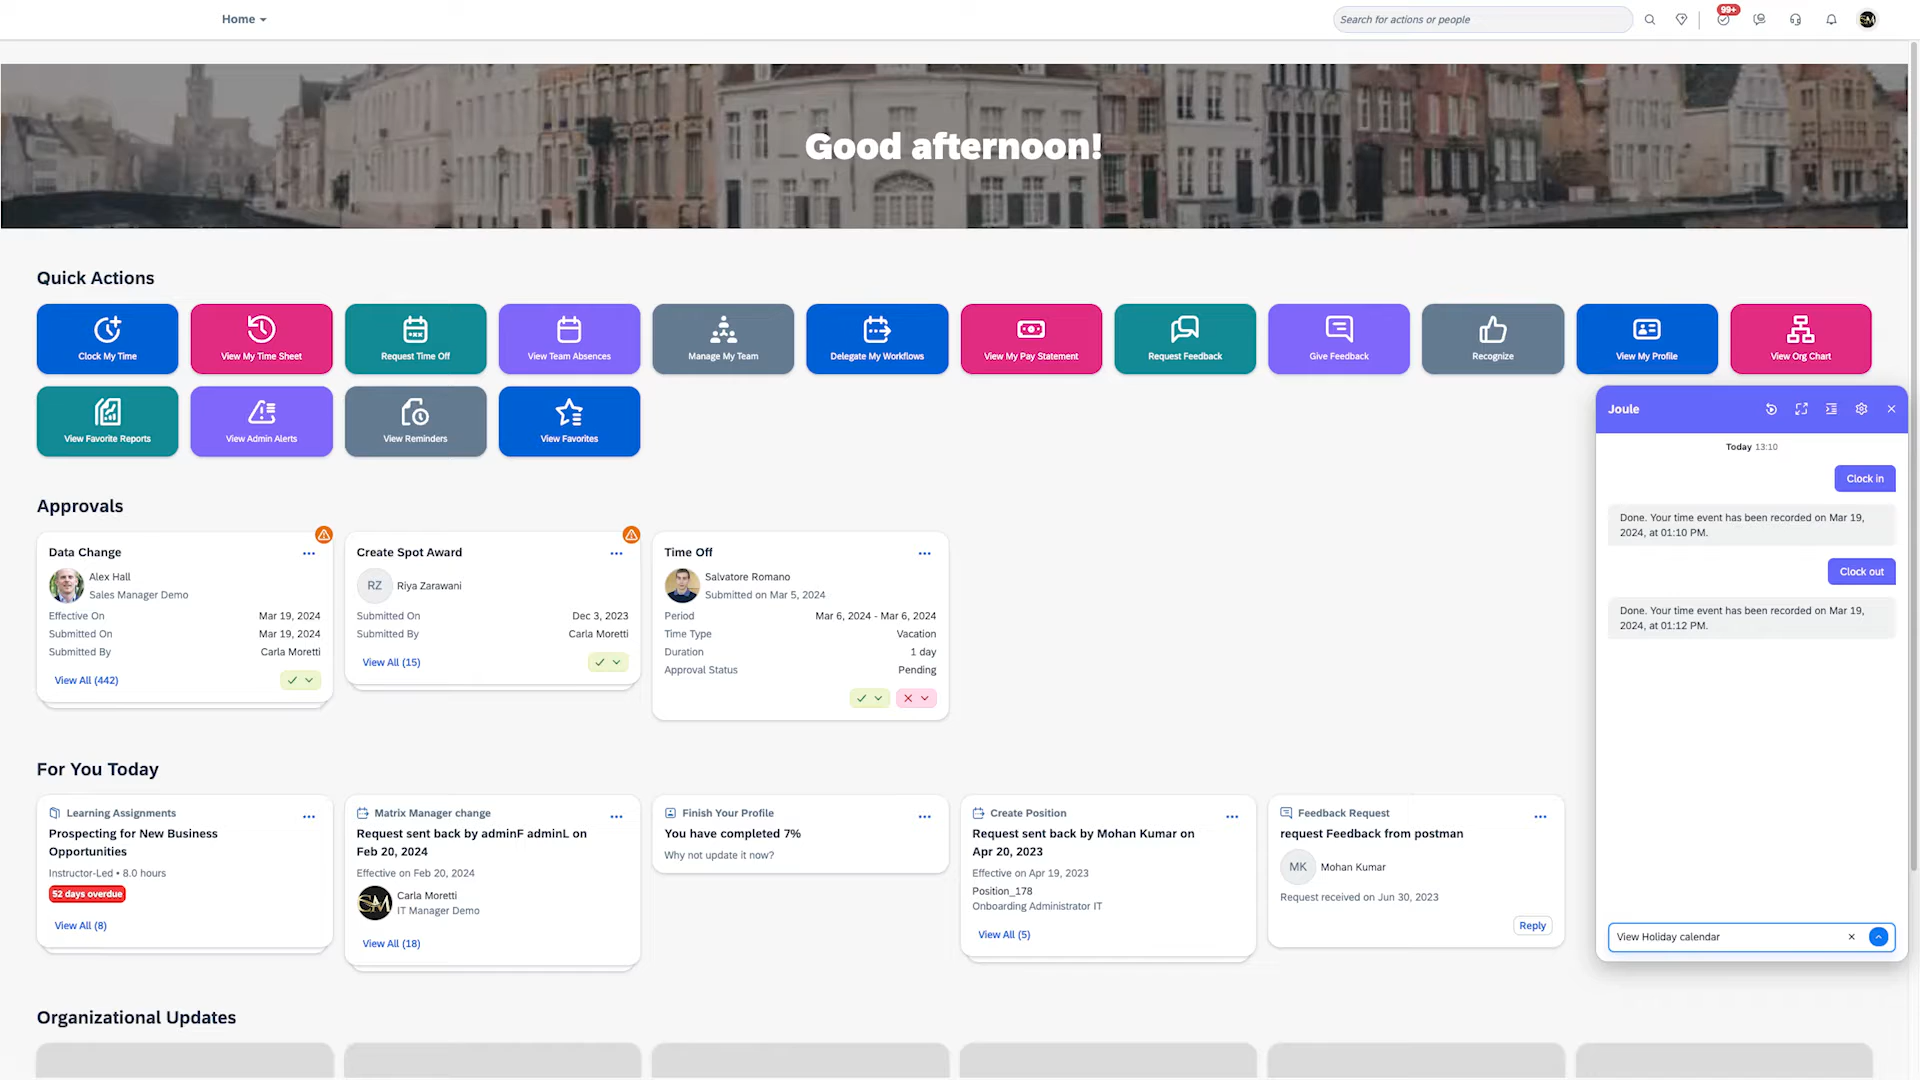 Home
Search for actions or people
99+
Good afternoon!
Quick Actions
Clock My Time
View My Time Sheet
Request Time Off
View Team Absences
Manage My Team
Delegate My Workflows
View My Pay Statement
Request Feedback
Give Feedback
Recognize
View My Profile
View Org Chart
View Favorite Reports
View Admin Alerts
View Reminders
View Favorites
Approvals
Data Change
Alex Hall
Sales Manager Demo
Effective On Mar 19, 2024
Submitted On Mar 19, 2024
Submitted By Carla Moretti
View All (442)
Create Spot Award
RZ
Riya Zarawani
Submitted On Dec 3, 2023
Submitted By Carla Moretti
View All (15)
Time Off
Salvatore Romano
Submitted on Mar 5, 2024
Period Mar 6, 2024 - Mar 6, 2024
Time Type Vacation
Duration 1 day
Approval Status Pending
For You Today
Learning Assignments
Prospecting for New Business
Opportunities
Instructor-Led • 8.0 hours
52 days overdue
View All (8)
Matrix Manager change
Request sent back by adminF adminL on
Feb 20, 2024
Effective on Feb 20, 2024
SM
Carla Moretti
IT Manager Demo
View All (18)
Finish Your Profile
You have completed 7%
Why not update it now?
Create Position
Request sent back by Mohan Kumar on
Apr 20, 2023
Effective on Apr 19, 2023
Position_178
Onboarding Administrator IT
View All (5)
Feedback Request
request Feedback from postman
MK
Mohan Kumar
Request received on Jun 30, 2023
Reply
Organizational Updates
Joule
Today 13:10
Clock in
Done. Your time event has been recorded on Mar 19,
2024, at 01:10 PM.
Clock out
Done. Your time event has been recorded on Mar 19,
2024, at 01:12 PM.
View Holiday calendar